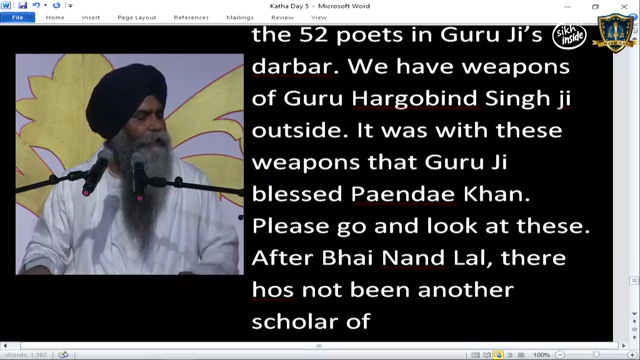 Katha Day 5 - Microsoft Word
File Home Insert Page Layout References Mailings Review View
sikh inside
the 52 poets in Guru Ji's
darbar. We have weapons
of Guru Hargobind Singh ji
outside. It was with these
weapons that Guru Ji
blessed Paendae Khan.
Please go and look at these.
After Bhai Nand Lal, there
hos not been another
scholar of
Words: 1,367
100%